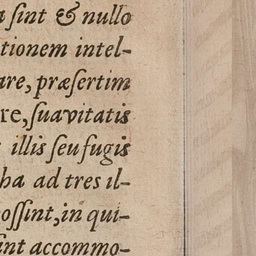 a ſint & nullo
tionem intel-
are, præſertim
re, ſuavitatis
illis ſeu fugis
ha ad tres il-
oſſint, in qui-
int accommo-